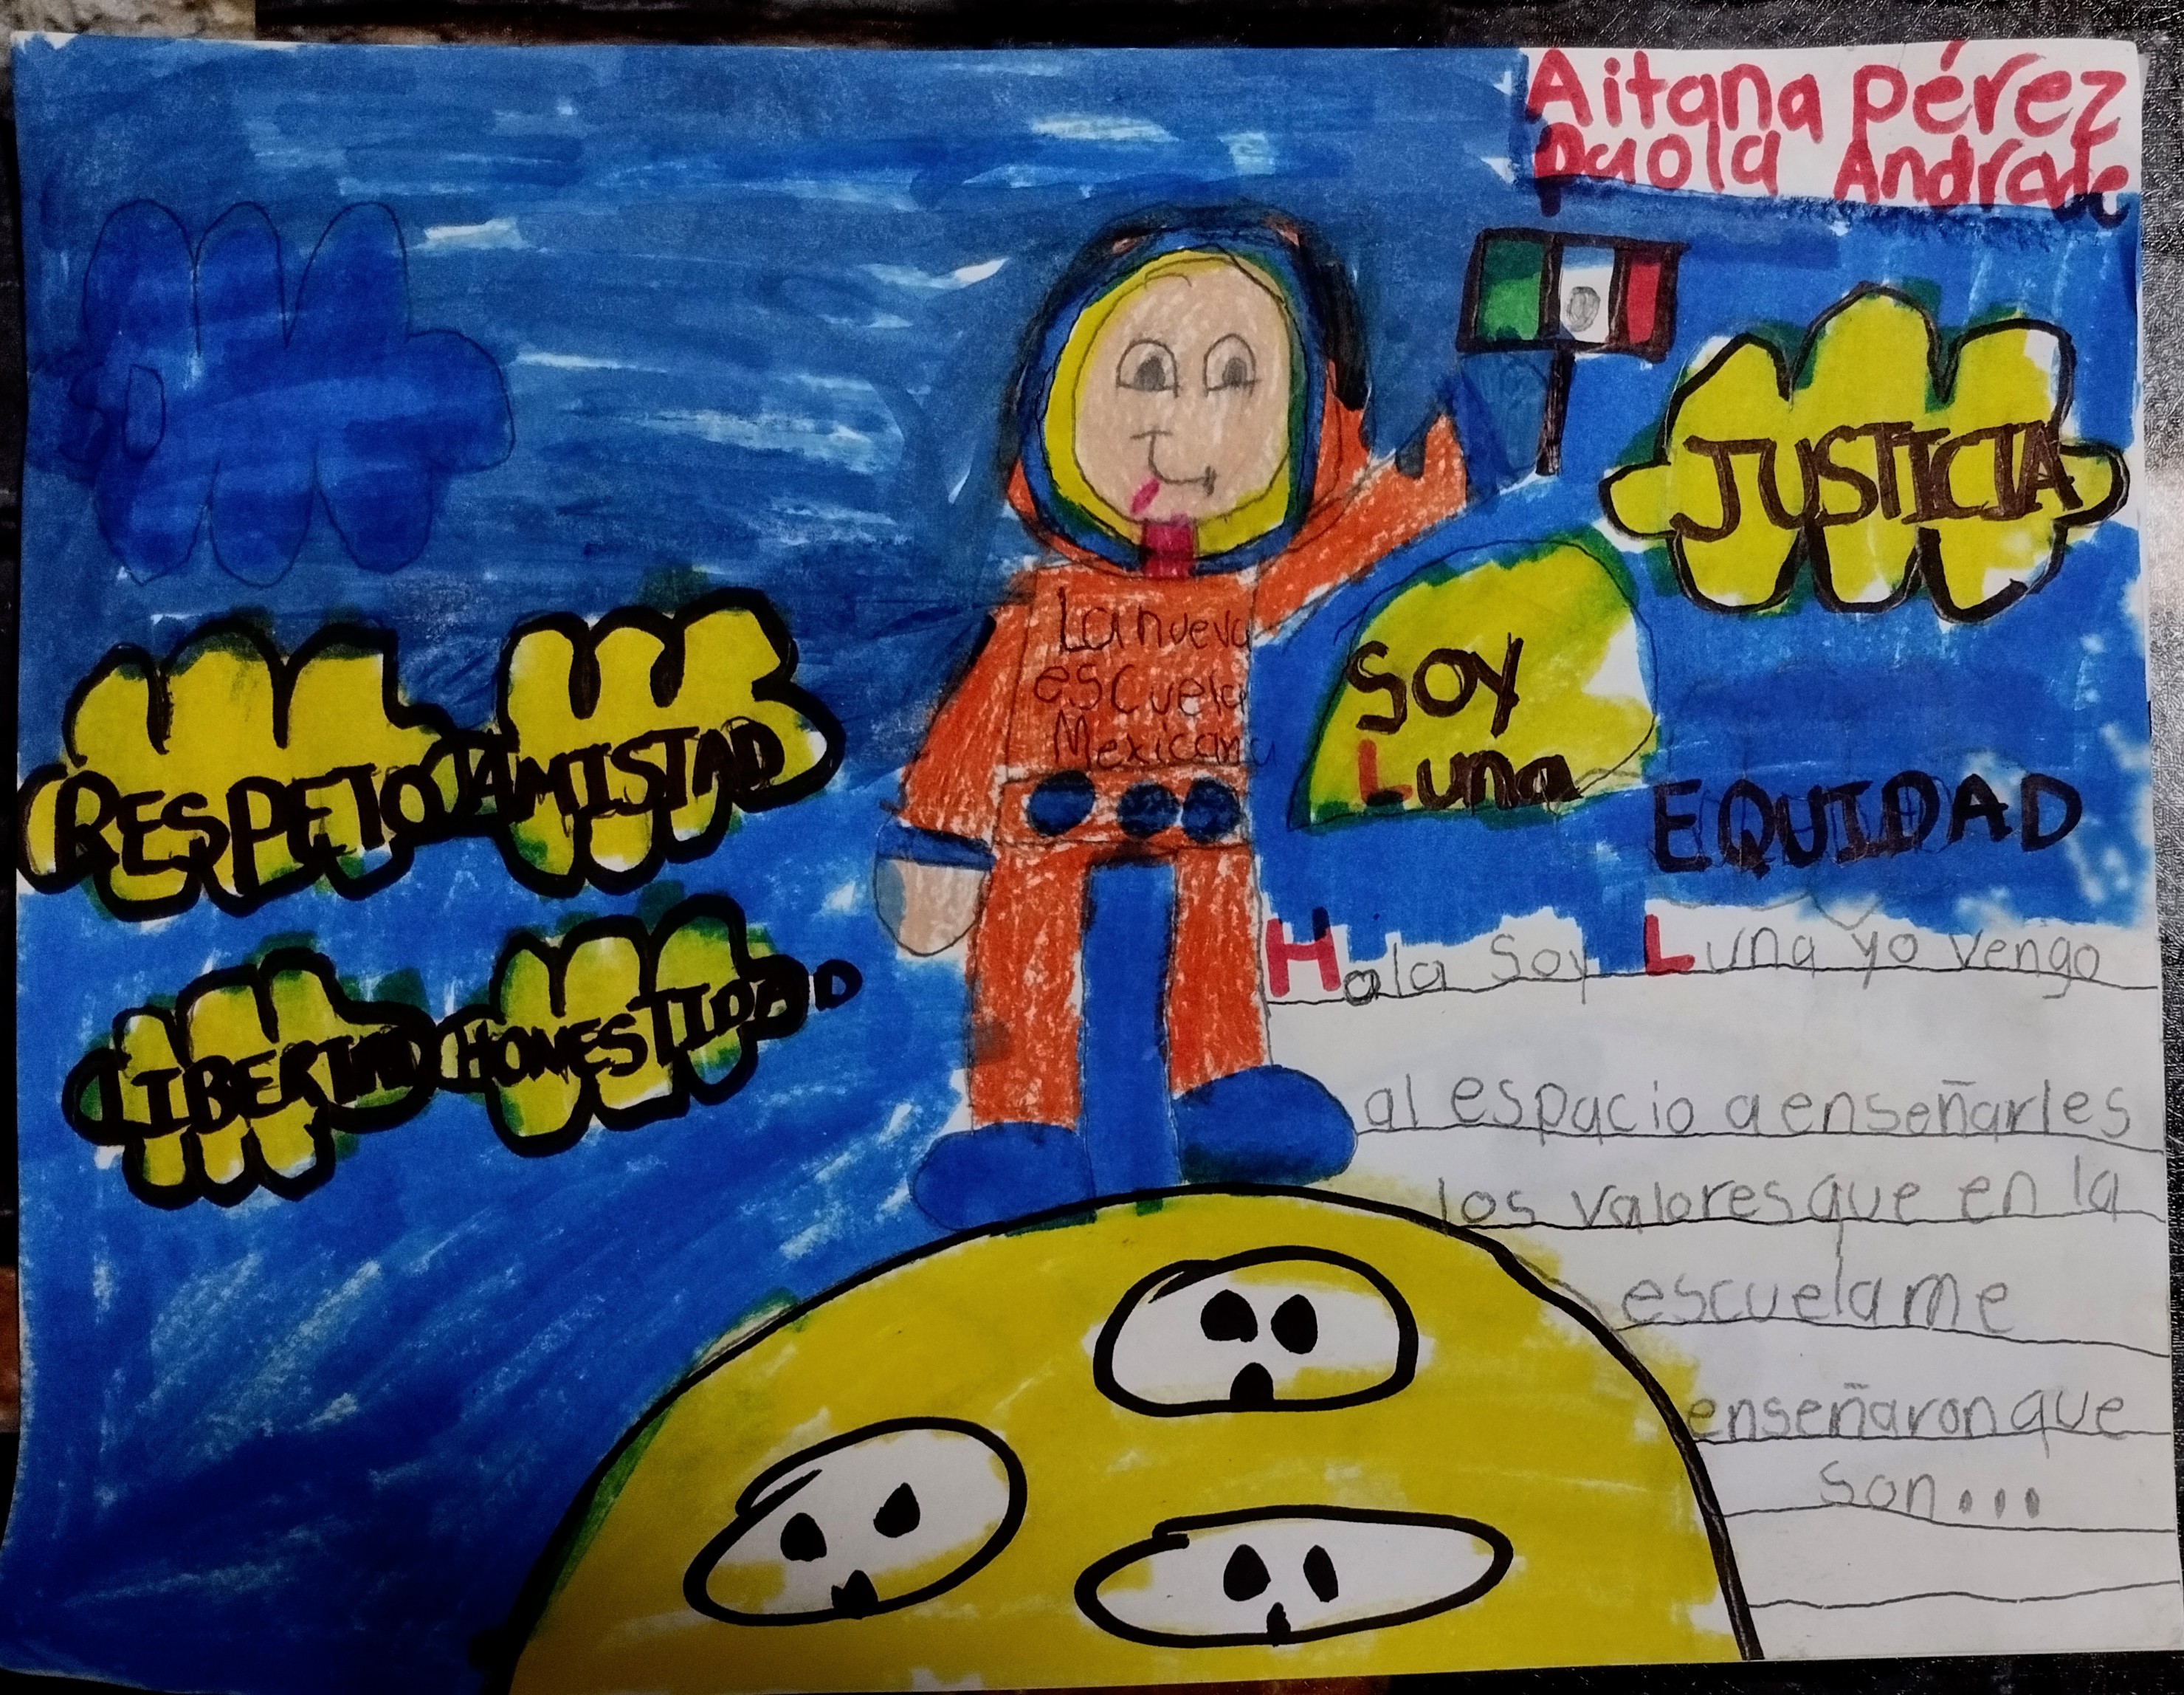 Aitana Pérez
Paola Andrade
JUSTICIA
La nueva
escuela
Mexicana
SOY
Luna
RESPETO
AMISTAD
EQUIDAD
LIBERTAD
HONESTIDAD
Hola soy Luna yo vengo
al espacio a enseñarles
los valores que en la
escuela me
enseñaron que
son...